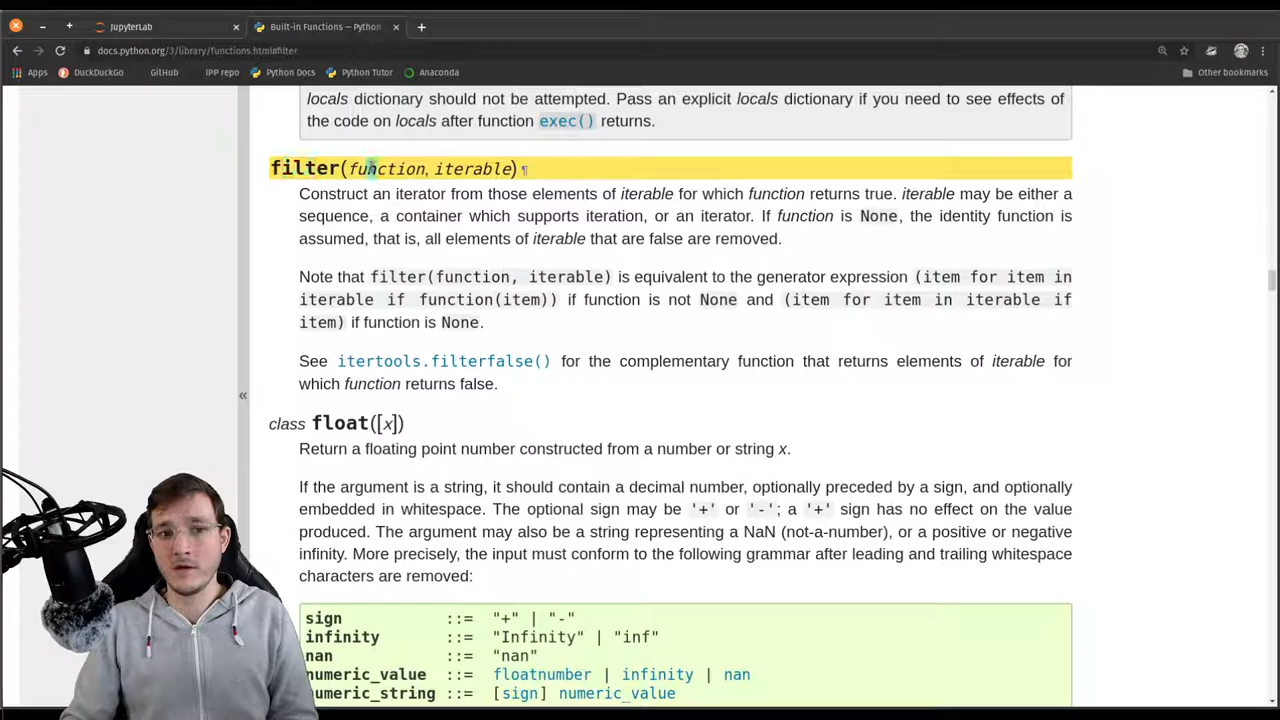 JupyterLab
Built-in Functions — Python
docs.python.org/3/library/functions.html#filter
Apps DuckDuckGo GitHub IPP repo Python Docs Python Tutor Anaconda Other bookmarks
locals dictionary should not be attempted. Pass an explicit locals dictionary if you need to see effects of
the code on locals after function exec() returns.
filter(function, iterable) ¶
Construct an iterator from those elements of iterable for which function returns true. iterable may be either a
sequence, a container which supports iteration, or an iterator. If function is None, the identity function is
assumed, that is, all elements of iterable that are false are removed.
Note that filter(function, iterable) is equivalent to the generator expression (item for item in
iterable if function(item)) if function is not None and (item for item in iterable if
item) if function is None.
See itertools.filterfalse() for the complementary function that returns elements of iterable for
which function returns false.
«
class float([x])
Return a floating point number constructed from a number or string x.
If the argument is a string, it should contain a decimal number, optionally preceded by a sign, and optionally
embedded in whitespace. The optional sign may be '+' or '-'; a '+' sign has no effect on the value
produced. The argument may also be a string representing a NaN (not-a-number), or a positive or negative
infinity. More precisely, the input must conform to the following grammar after leading and trailing whitespace
characters are removed:
sign ::= "+" | "-"
infinity ::= "Infinity" | "inf"
nan ::= "nan"
numeric_value ::= floatnumber | infinity | nan
numeric_string ::= [sign] numeric_value